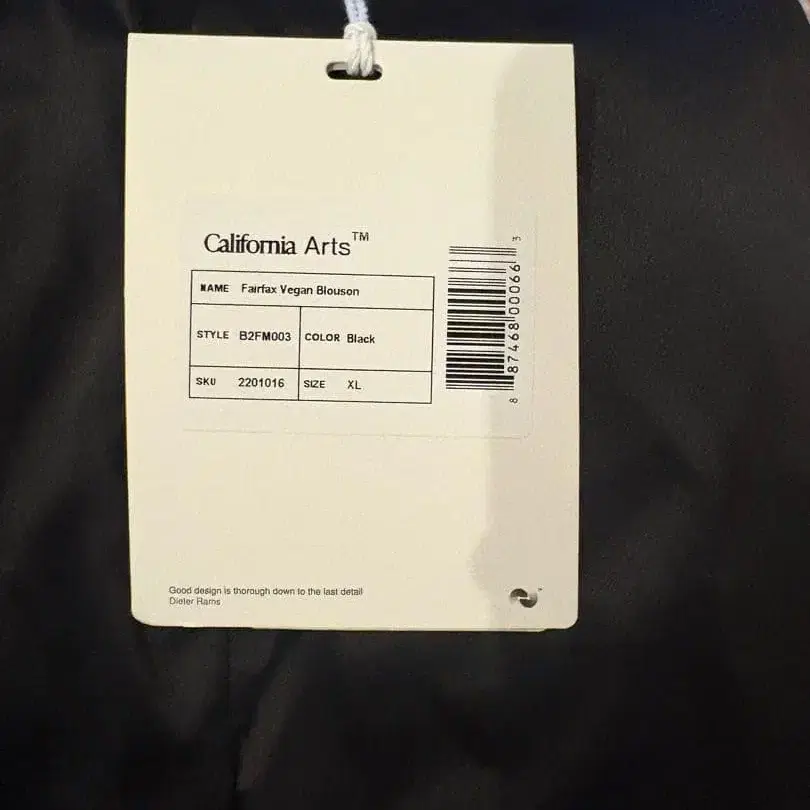 California Arts™
NAME Fairfax Vegan Blouson
STYLE B2FM003 COLOR Black
SKU 2201016 SIZE XL
8 87468 00066 3
Good design is thorough down to the last detail
Dieter Rams